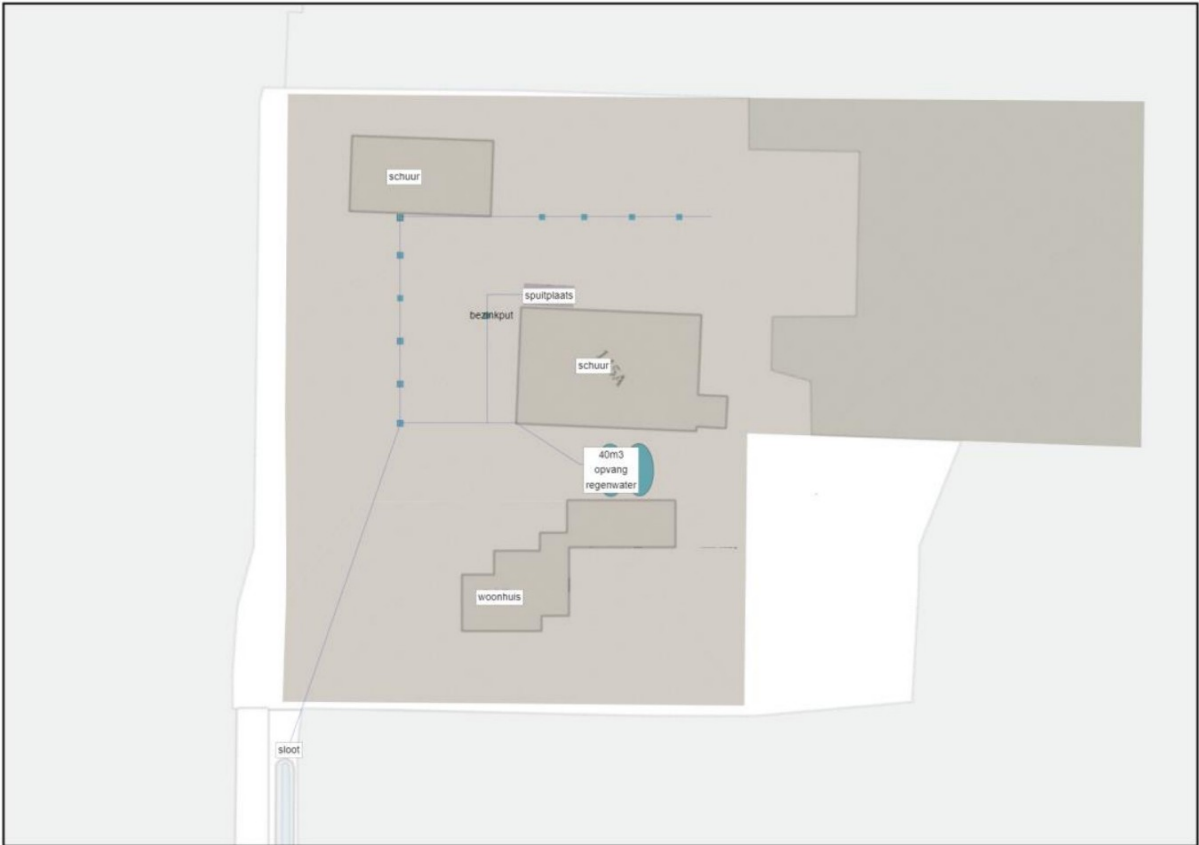 schuur
spuitplaats
bezinkput
schuur
40m3
opvang
regenwater
woonhuis
sloot